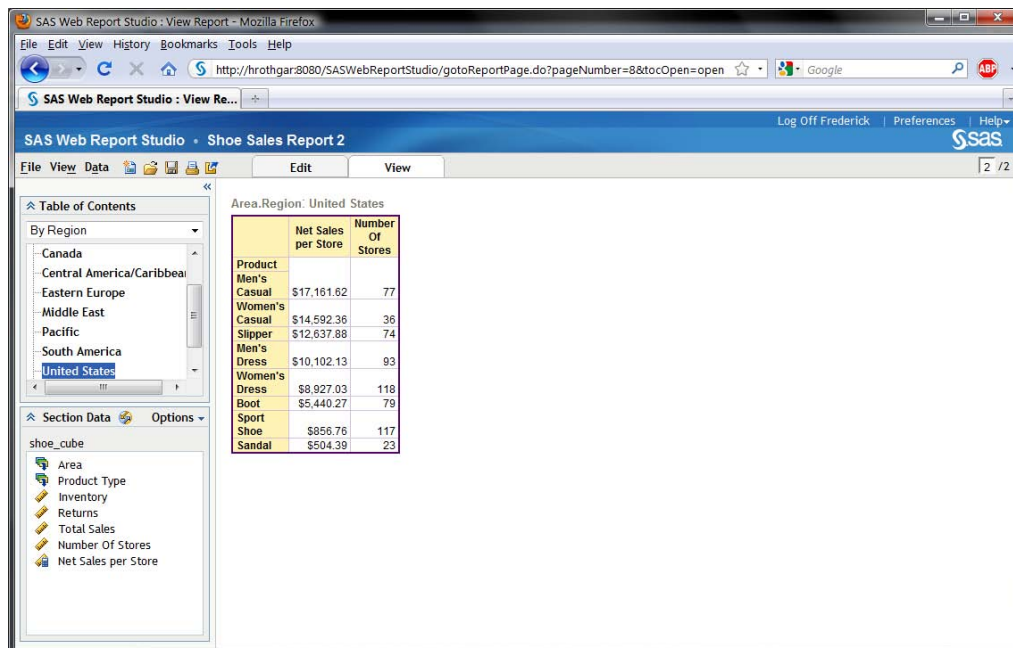 SAS Web Report Studio : View Report - Mozilla Firefox
File Edit View History Bookmarks Tools Help
http://hrothgar:8080/SASWebReportStudio/gotoReportPage.do?pageNumber=8&tocOpen=open
Google
ABP
SAS Web Report Studio : View Re...
Log Off Frederick | Preferences | Help
SAS Web Report Studio • Shoe Sales Report 2
sas
File View Data
Edit
View
2 /2
Table of Contents
By Region
Canada
Central America/Caribbean
Eastern Europe
Middle East
Pacific
South America
United States
Section Data
Options
shoe_cube
Area
Product Type
Inventory
Returns
Total Sales
Number Of Stores
Net Sales per Store
Area.Region: United States
Net Sales per Store
Number Of Stores
Product
Men's Casual $17,161.62 77
Women's Casual $14,592.36 36
Slipper $12,637.88 74
Men's Dress $10,102.13 93
Women's Dress $8,927.03 118
Boot $5,440.27 79
Sport Shoe $856.76 117
Sandal $504.39 23